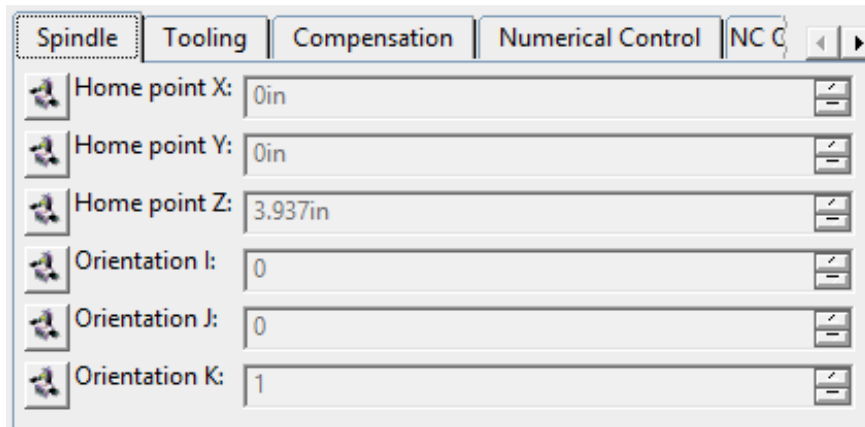 Spindle Tooling Compensation Numerical Control NC
Home point X: 0in
Home point Y: 0in
Home point Z: 3.937in
Orientation I: 0
Orientation J: 0
Orientation K: 1